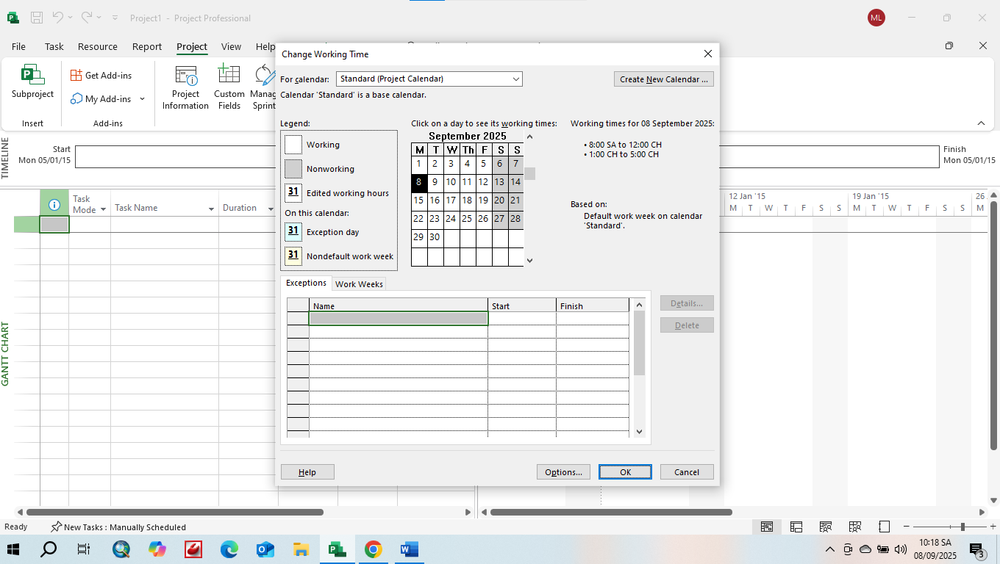 Project1 - Project Professional
ML
File Task Resource Report Project View Help
Subproject
Get Add-ins
My Add-ins
Project Information
Custom Fields
Insert
Add-ins
Change Working Time
For calendar: Standard (Project Calendar)
Create New Calendar ...
Calendar 'Standard' is a base calendar.
Legend:
Working
Nonworking
31 Edited working hours
On this calendar:
31 Exception day
31 Nondefault work week
Click on a day to see its working times:
September 2025
M T W Th F S S
1 2 3 4 5 6 7
8 9 10 11 12 13 14
15 16 17 18 19 20 21
22 23 24 25 26 27 28
29 30
Working times for 08 September 2025:
• 8:00 SA to 12:00 CH
• 1:00 CH to 5:00 CH
Based on:
Default work week on calendar
'Standard'.
Exceptions Work Weeks
Name Start Finish
Details...
Delete
Help Options... OK Cancel
TIMELINE
Start
Mon 05/01/15
Finish
Mon 05/01/15
GANTT CHART
Task Mode
Task Name
Duration
12 Jan '15 19 Jan '15 26
M T W T F S S M T W T F S S M
Ready New Tasks : Manually Scheduled
10:18 SA
08/09/2025
3